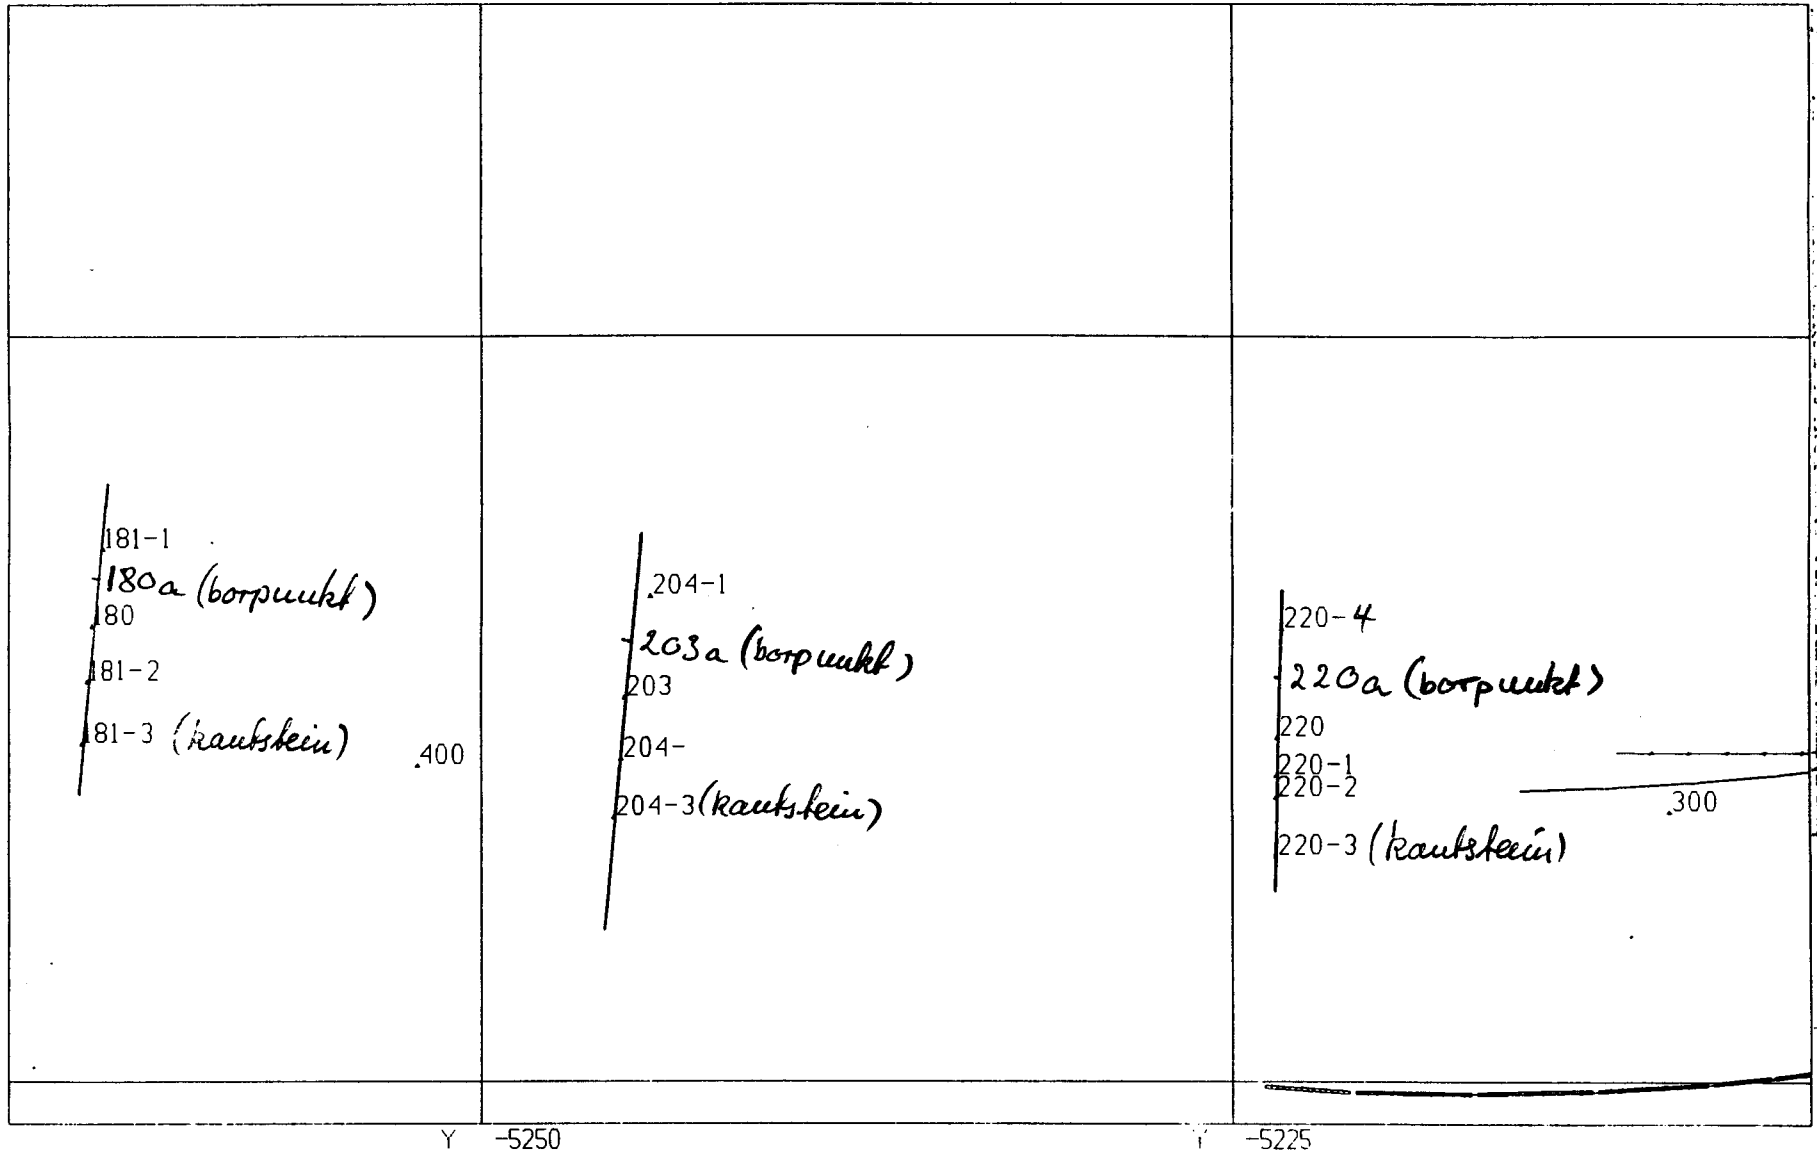 181-1
180a (borpunkt)
180
181-2
181-3 (kantstein)
.400
204-1
203a (borpunkt)
203
204-
204-3 (kantstein)
220-4
220a (borpunkt)
220
220-1
220-2
220-3 (kantstein)
.300
Y -5250
Y -5225